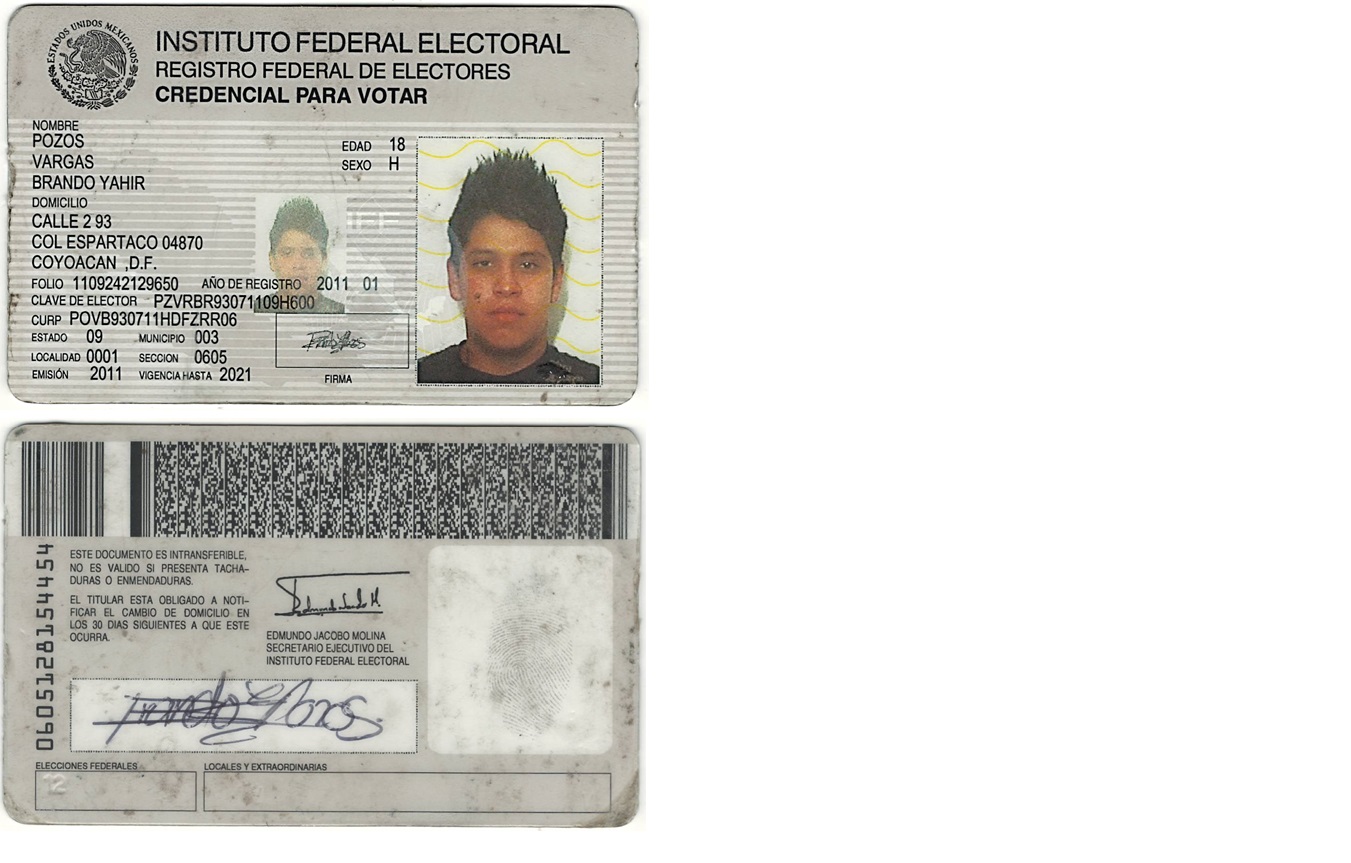 ESTADOS UNIDOS MEXICANOS
INSTITUTO FEDERAL ELECTORAL
REGISTRO FEDERAL DE ELECTORES
CREDENCIAL PARA VOTAR
NOMBRE
POZOS
VARGAS
BRANDO YAHIR
EDAD 18
SEXO H
DOMICILIO
CALLE 2 93
COL ESPARTACO 04870
COYOACAN ,D.F.
IFE
FOLIO 1109242129650 AÑO DE REGISTRO 2011 01
CLAVE DE ELECTOR PZVRBR93071109H600
CURP POVB930711HDFZRR06
ESTADO 09 MUNICIPIO 003
LOCALIDAD 0001 SECCION 0605
EMISIÓN 2011 VIGENCIA HASTA 2021
FIRMA
0605128154454
ESTE DOCUMENTO ES INTRANSFERIBLE,
NO ES VALIDO SI PRESENTA TACHA-
DURAS O ENMENDADURAS.
EL TITULAR ESTA OBLIGADO A NOTI-
FICAR EL CAMBIO DE DOMICILIO EN
LOS 30 DIAS SIGUIENTES A QUE ESTE
OCURRA.
EDMUNDO JACOBO MOLINA
SECRETARIO EJECUTIVO DEL
INSTITUTO FEDERAL ELECTORAL
ELECCIONES FEDERALES
12
LOCALES Y EXTRAORDINARIAS